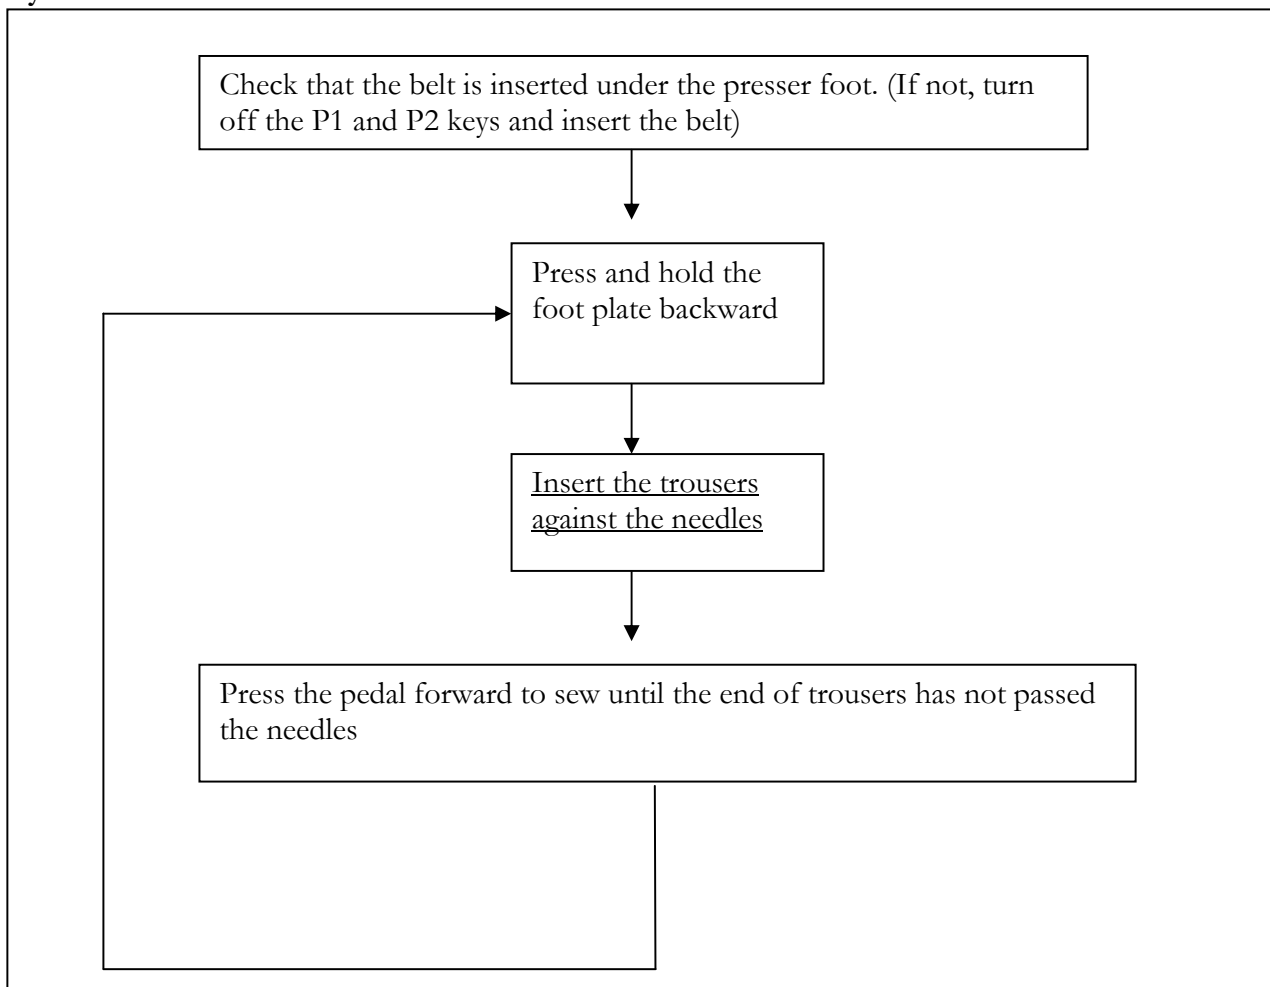 Check that the belt is inserted under the presser foot. (If not, turn
off the P1 and P2 keys and insert the belt)
Press and hold the
foot plate backward
Insert the trousers
against the needles
Press the pedal forward to sew until the end of trousers has not passed
the needles